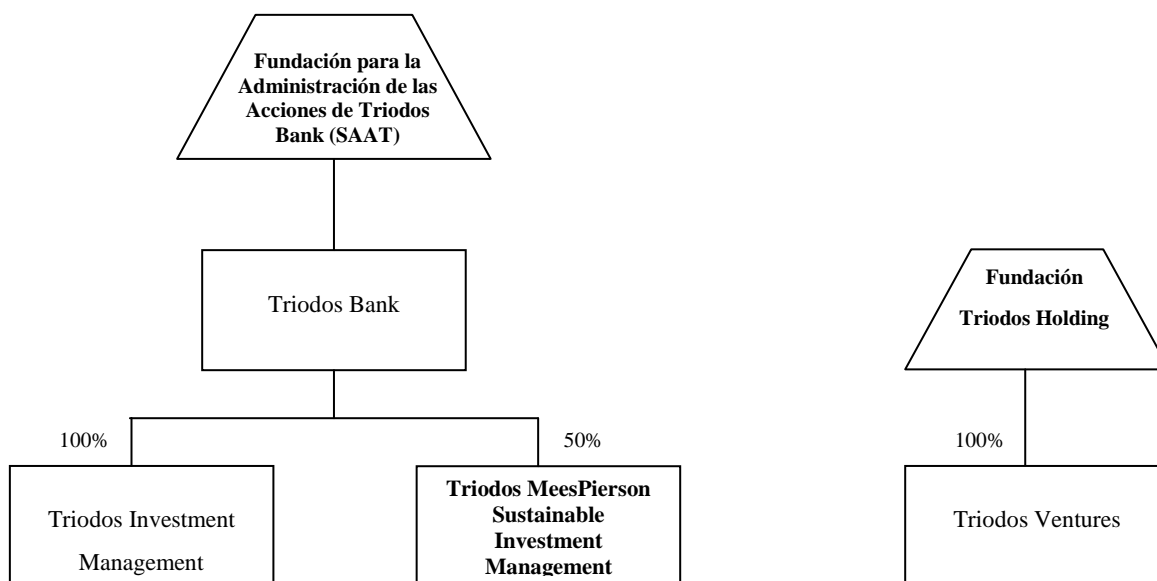 Fundación para la
Administración de las
Acciones de Triodos
Bank (SAAT)
Triodos Bank
Fundación
Triodos Holding
100%
50%
100%
Triodos Investment
Management
Triodos MeesPierson
Sustainable
Investment
Management
Triodos Ventures